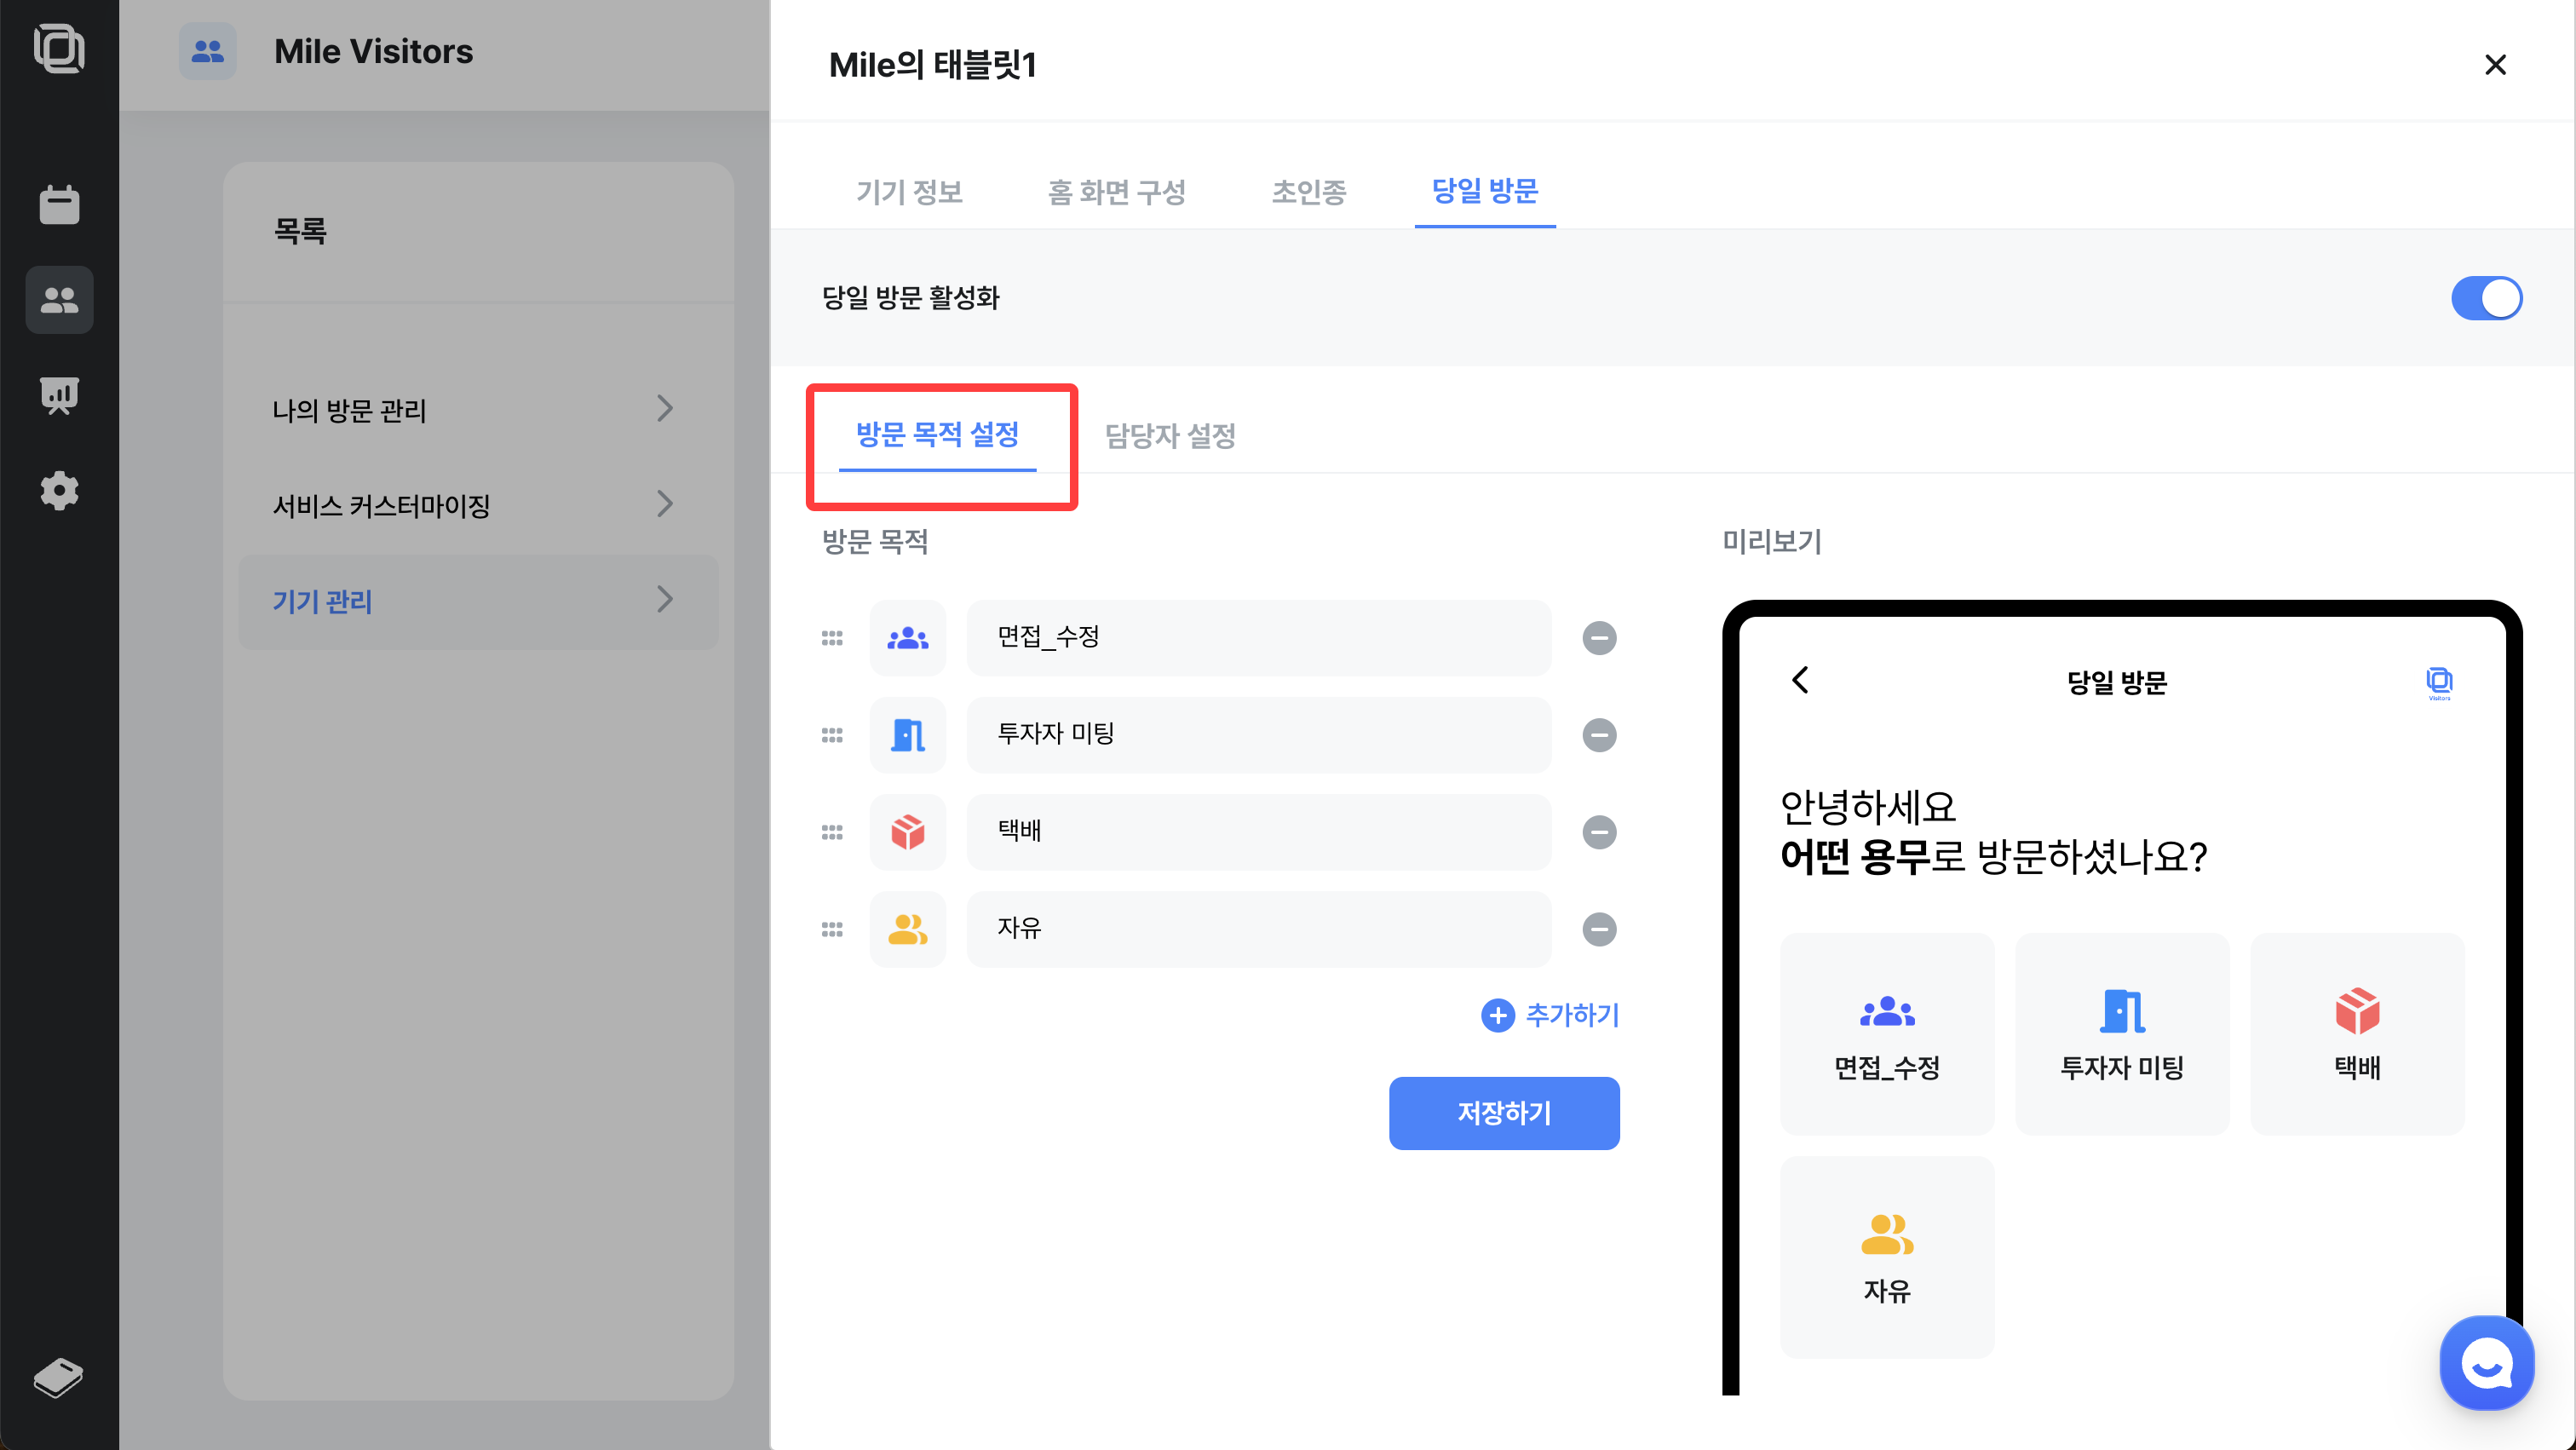 Mile Visitors
목록
나의 방문 관리
서비스 커스터마이징
기기 관리
Mile의 태블릿1
기기 정보 홈 화면 구성 초인종 당일 방문
당일 방문 활성화
방문 목적 설정 담당자 설정
방문 목적
면접_수정
투자자 미팅
택배
자유
추가하기
저장하기
미리보기
당일 방문
Visitors
안녕하세요
어떤 용무로 방문하셨나요?
면접_수정 투자자 미팅 택배
자유